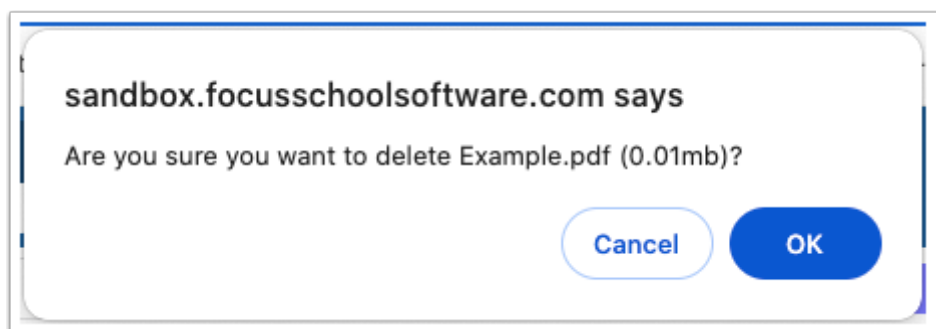 sandbox.focusschoolsoftware.com says
Are you sure you want to delete Example.pdf (0.01mb)?
Cancel OK